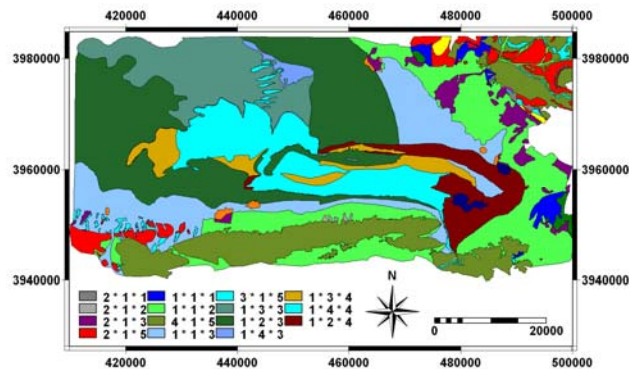 420000 440000 460000 480000 500000
3980000 3980000
3960000 3960000
3940000 3940000
N
2 * 1 * 1 1 * 1 * 1 3 * 1 * 5 1 * 3 * 4
2 * 1 * 2 1 * 1 * 2 1 * 3 * 3 1 * 4 * 4
2 * 1 * 3 4 * 1 * 5 1 * 2 * 3 1 * 2 * 4
2 * 1 * 5 1 * 1 * 3 1 * 4 * 3
0 20000
420000 440000 460000 480000 500000